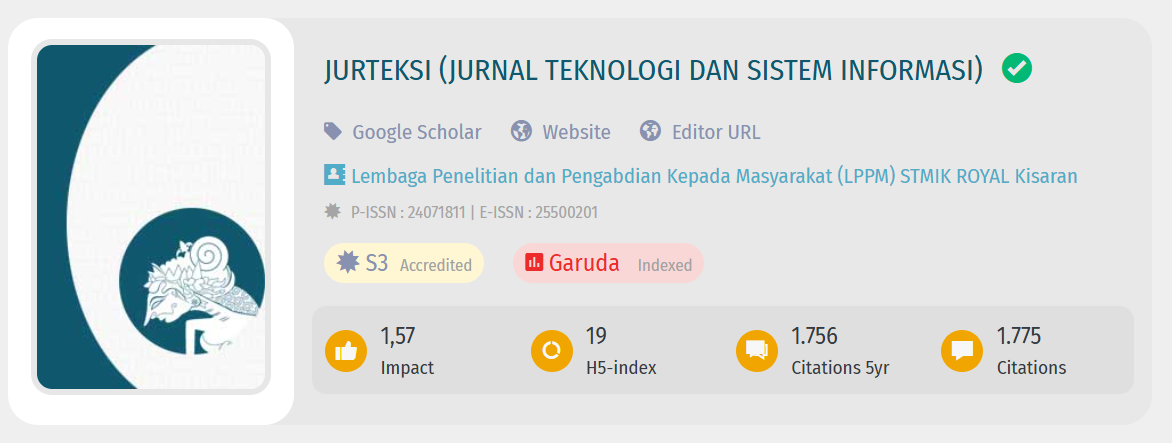 JURTEKSI (JURNAL TEKNOLOGI DAN SISTEM INFORMASI)
Google Scholar Website Editor URL
Lembaga Penelitian dan Pengabdian Kepada Masyarakat (LPPM) STMIK ROYAL Kisaran
P-ISSN : 24071811 | E-ISSN : 25500201
S3 Accredited Garuda Indexed
1,57 19 1.756 1.775
Impact H5-index Citations 5yr Citations